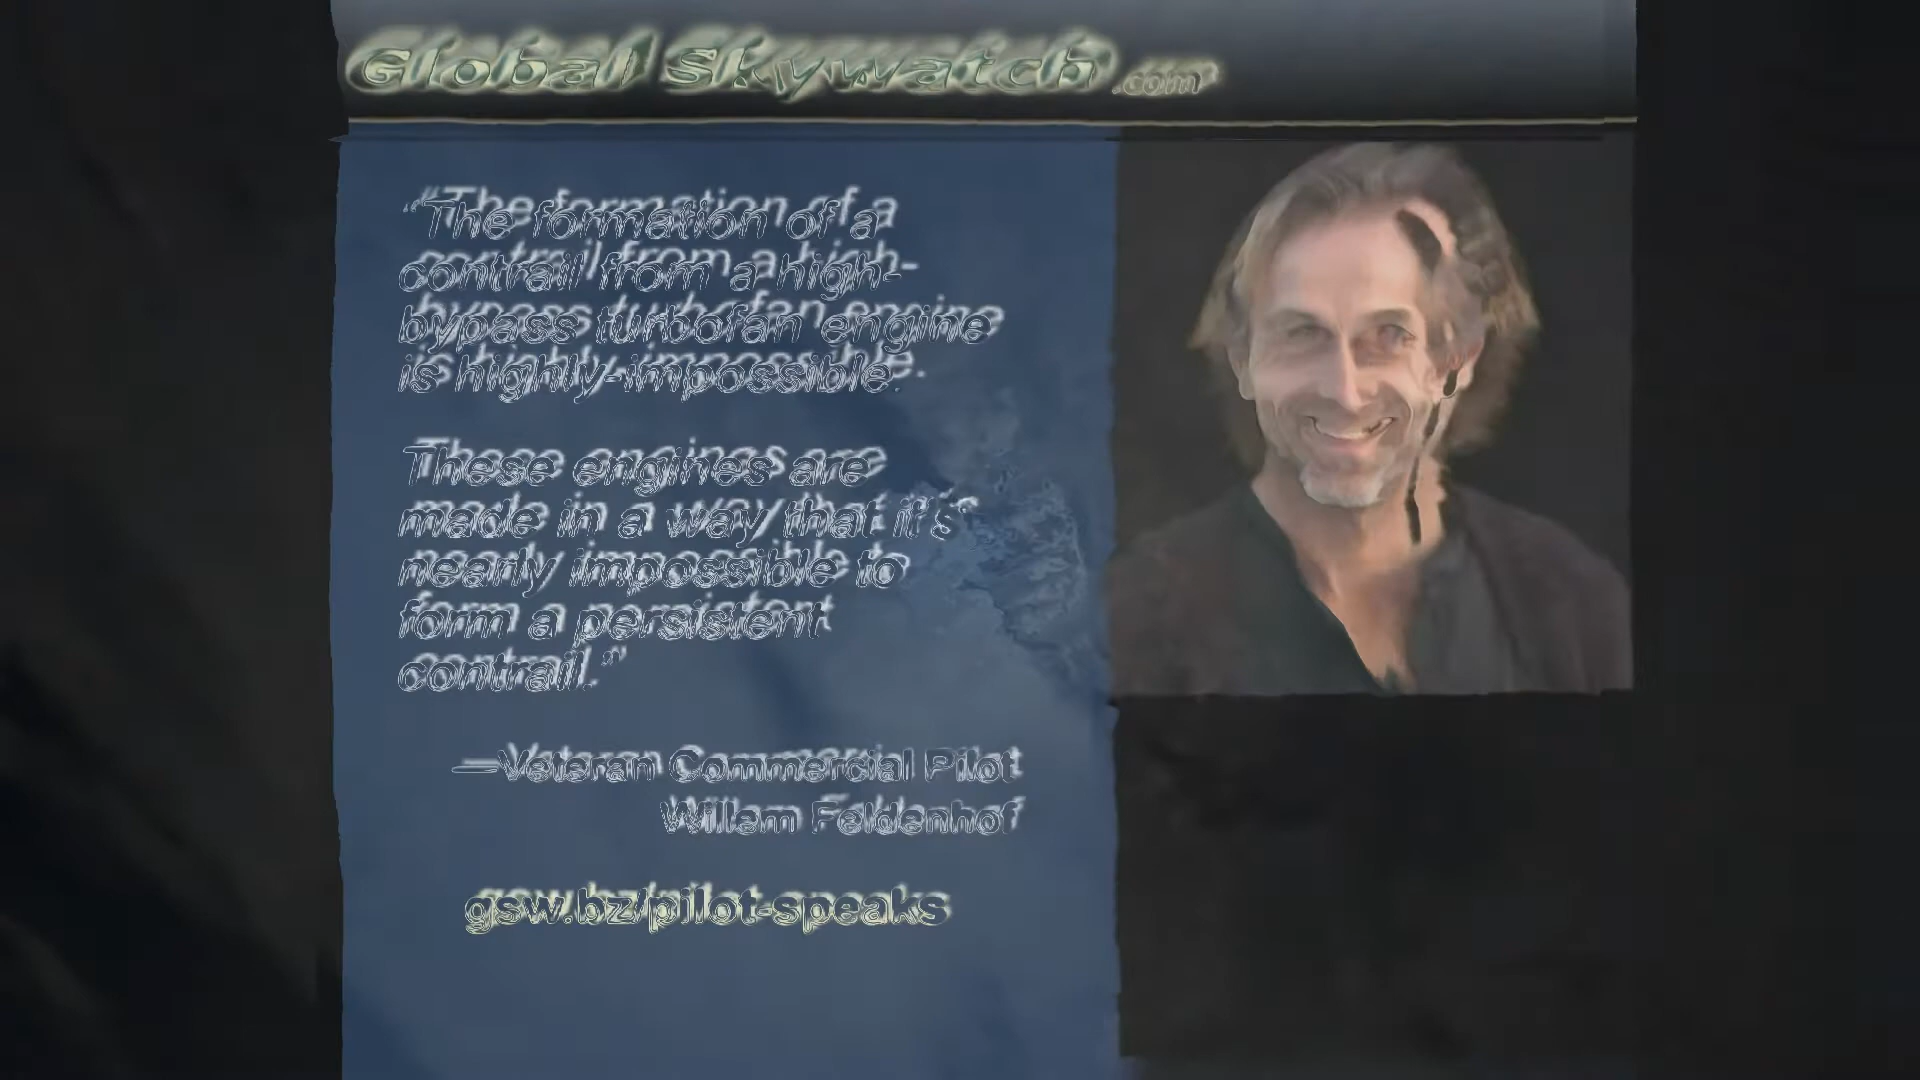 Global Skywatch.com
"The formation of a
contrail from a high-
bypass turbofan engine
is highly-impossible.
These engines are
made in a way that it's
nearly impossible to
form a persistent
contrail."
—Veteran Commercial Pilot
Willem Feldenhof
gsw.bz/pilot-speaks